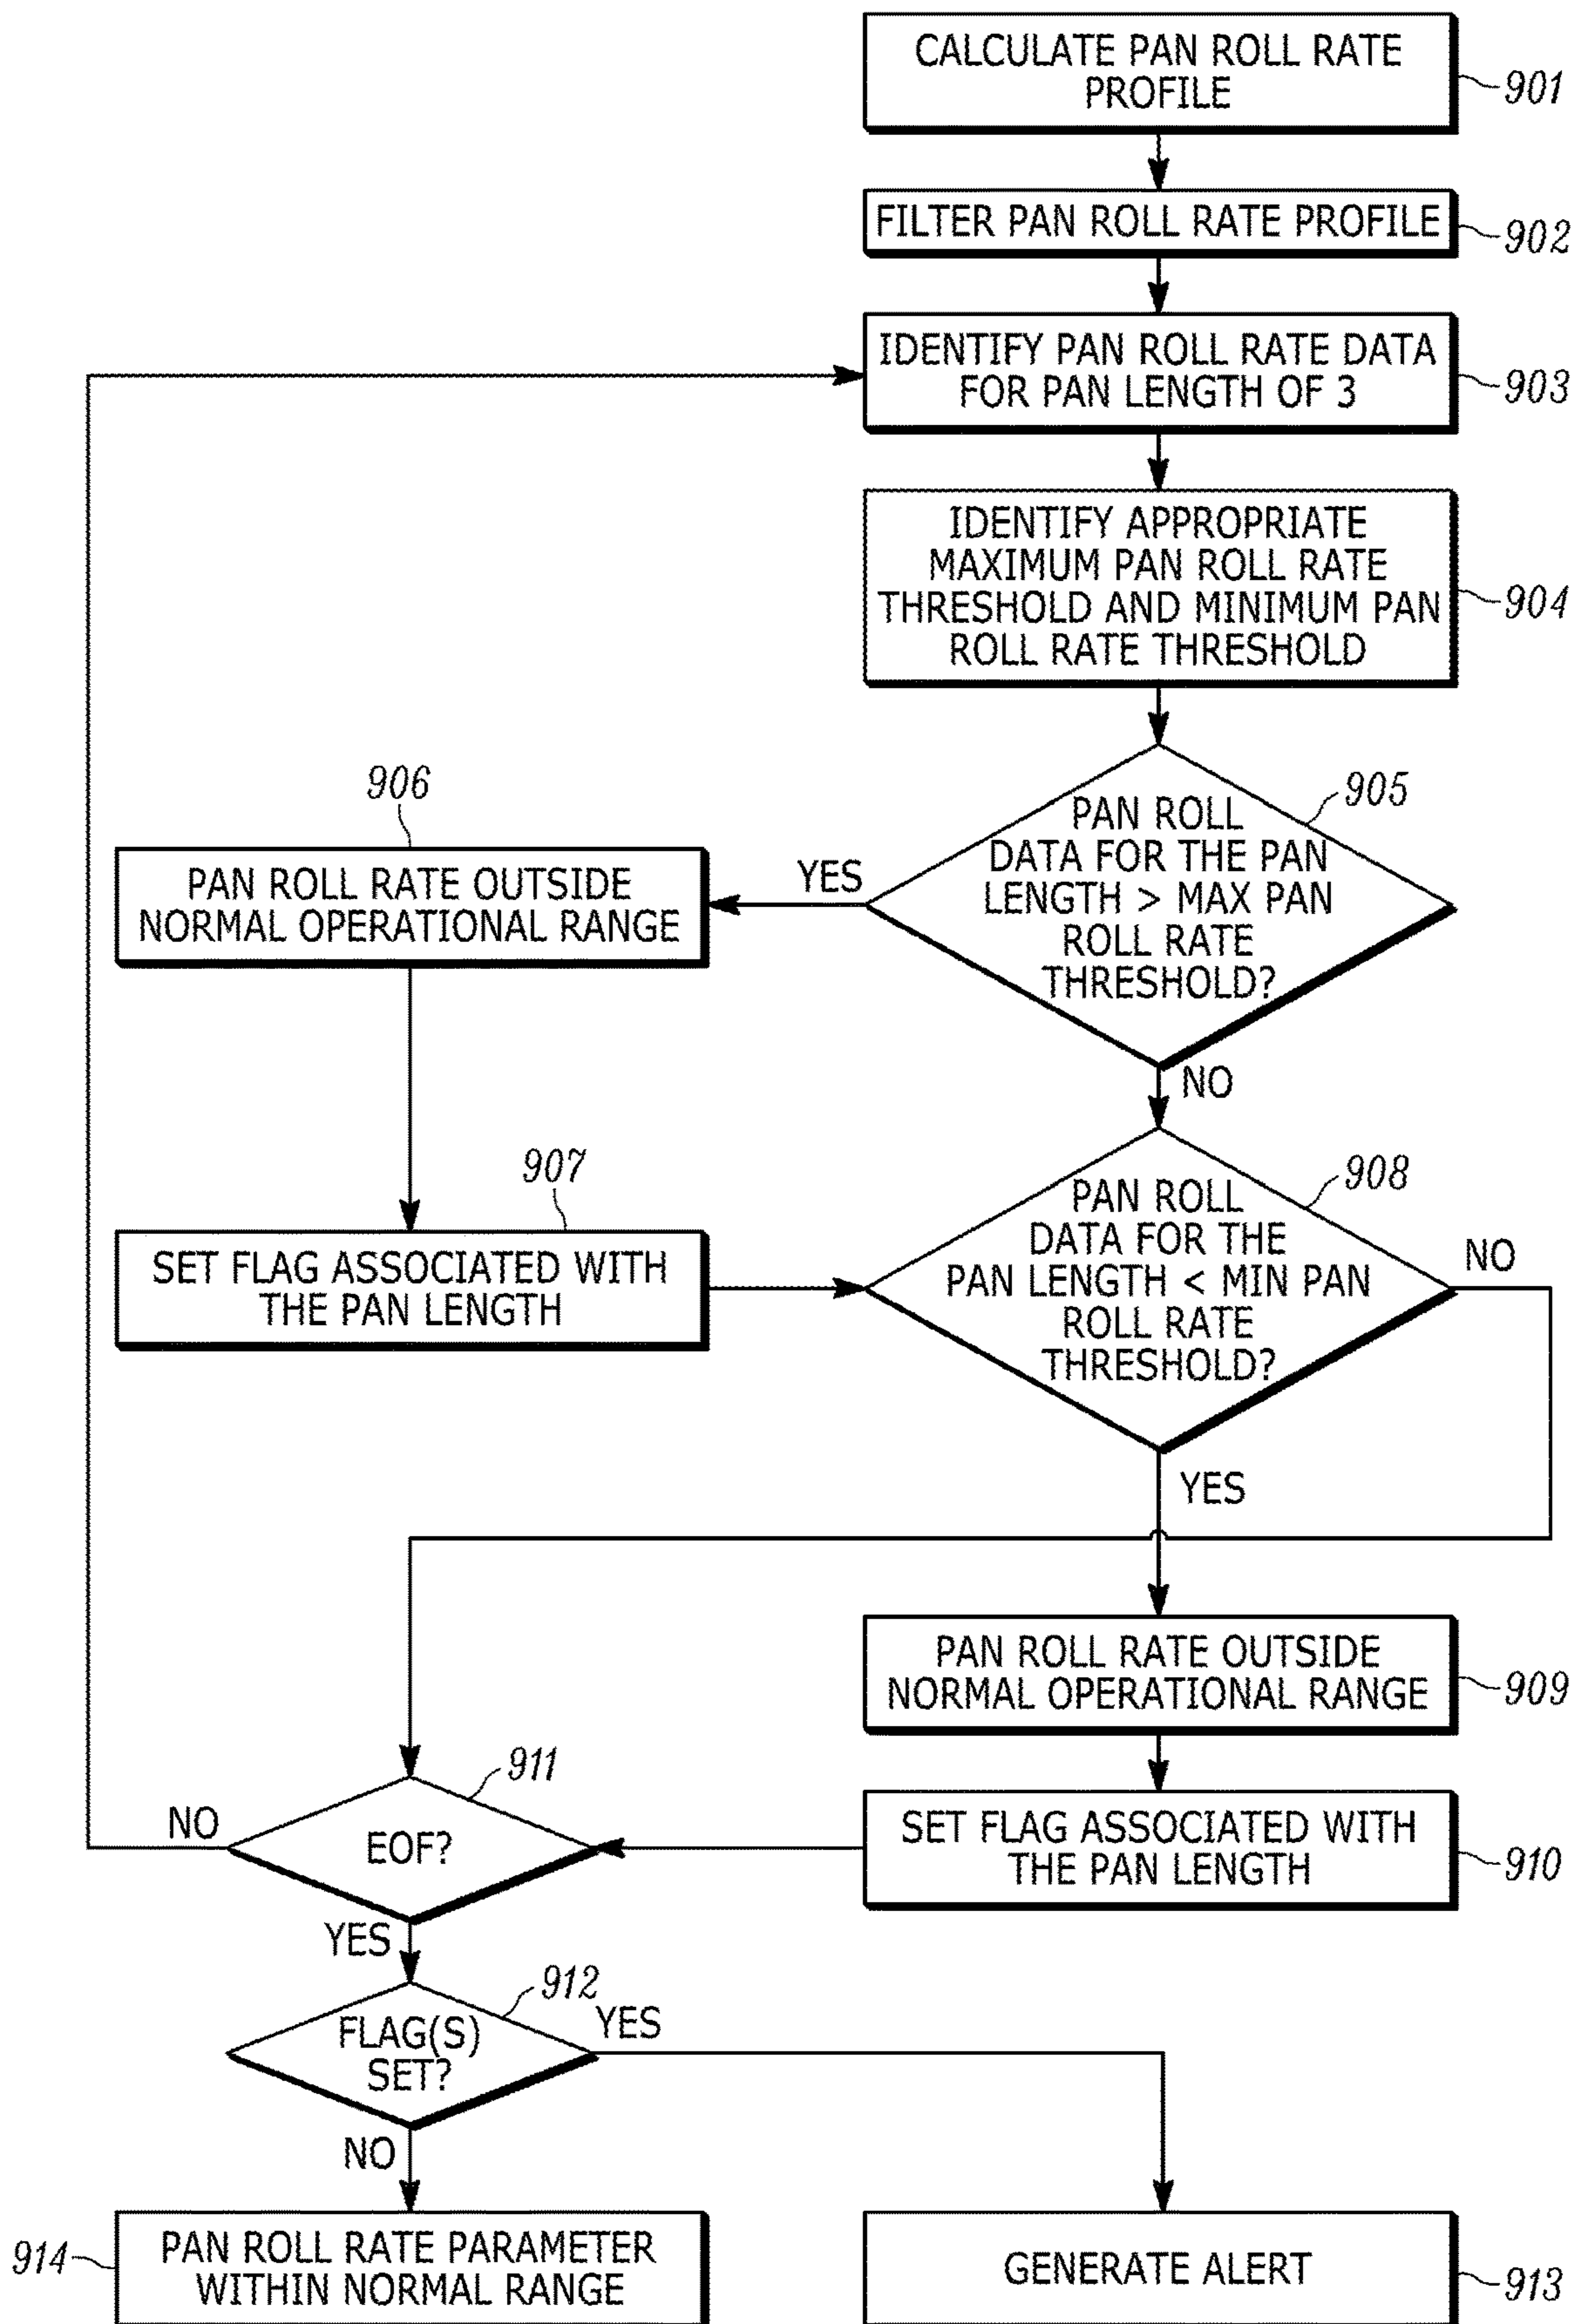 CALCULATE PAN ROLL RATE
PROFILE
901
FILTER PAN ROLL RATE PROFILE
902
IDENTIFY PAN ROLL RATE DATA
FOR PAN LENGTH OF 3
903
IDENTIFY APPROPRIATE
MAXIMUM PAN ROLL RATE
THRESHOLD AND MINIMUM PAN
ROLL RATE THRESHOLD
904
PAN ROLL
DATA FOR THE PAN
LENGTH > MAX PAN
ROLL RATE
THRESHOLD?
905
YES
NO
906
PAN ROLL RATE OUTSIDE
NORMAL OPERATIONAL RANGE
907
SET FLAG ASSOCIATED WITH
THE PAN LENGTH
PAN ROLL
DATA FOR THE
PAN LENGTH < MIN PAN
ROLL RATE
THRESHOLD?
908
NO
YES
PAN ROLL RATE OUTSIDE
NORMAL OPERATIONAL RANGE
909
SET FLAG ASSOCIATED WITH
THE PAN LENGTH
910
911
EOF?
NO
YES
912
FLAG(S)
SET?
YES
NO
914
PAN ROLL RATE PARAMETER
WITHIN NORMAL RANGE
GENERATE ALERT
913